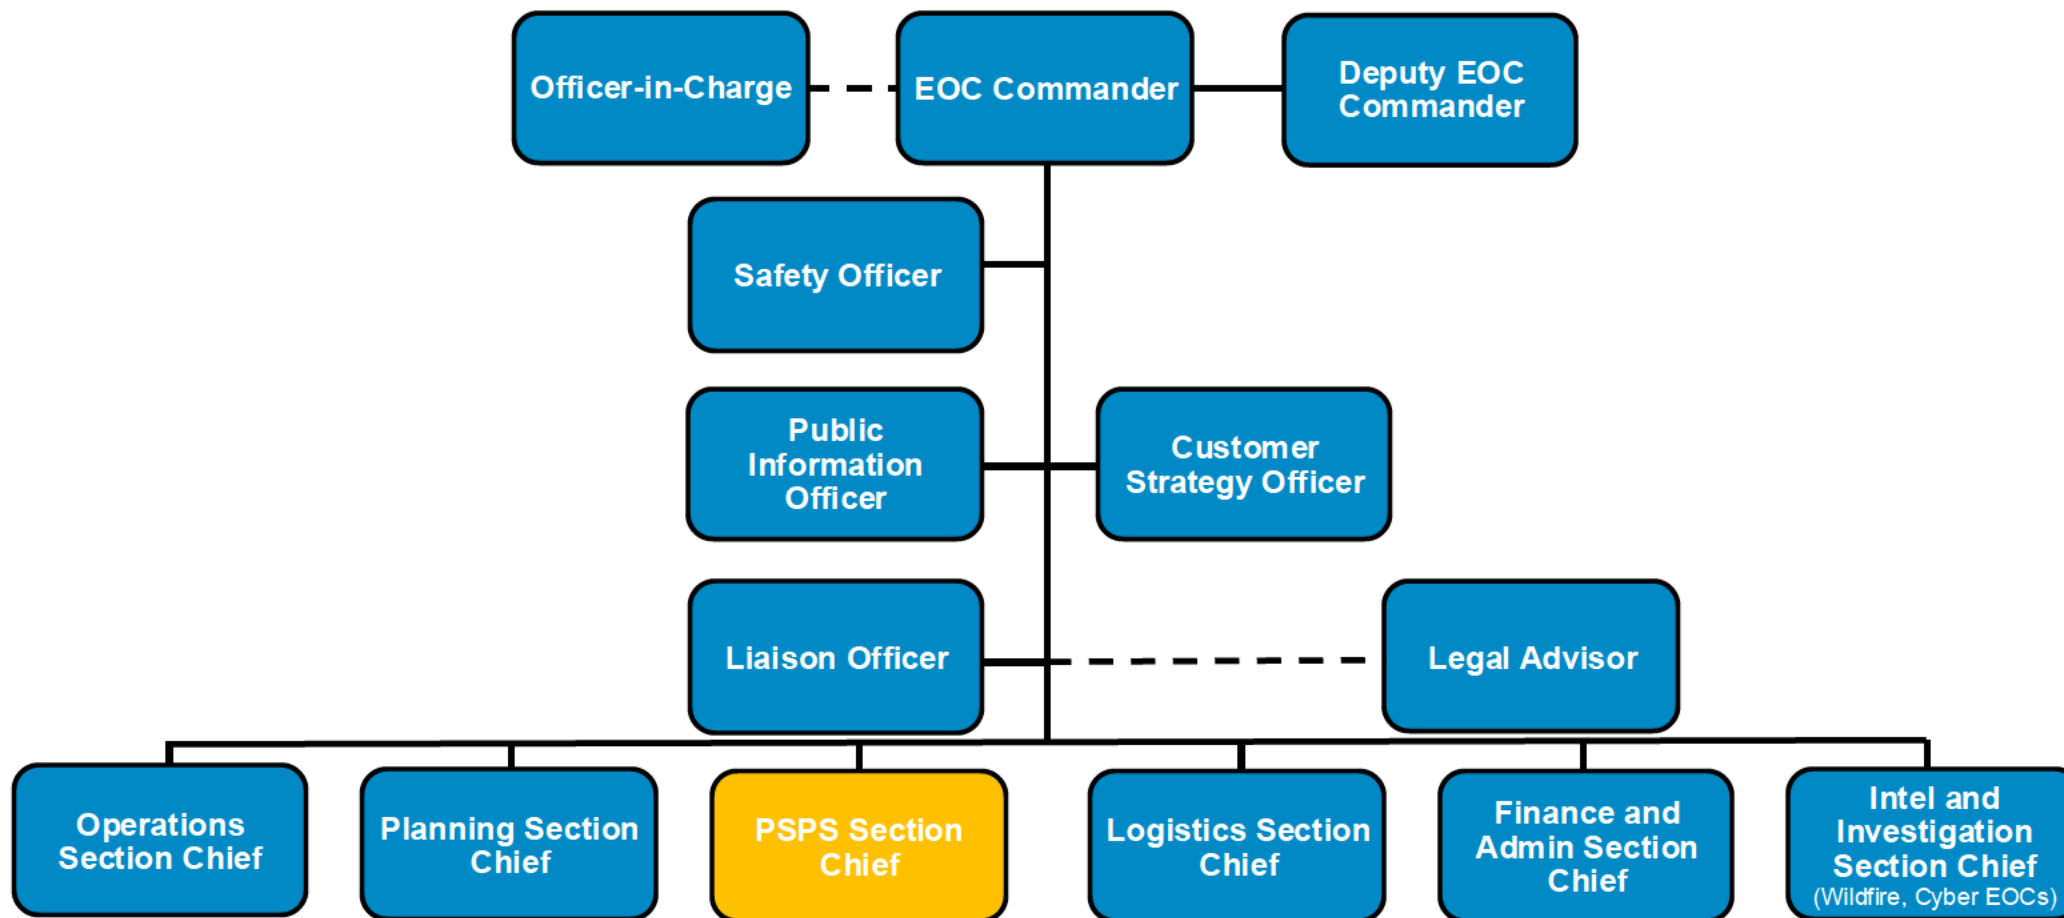 Officer-in-Charge
EOC Commander
Deputy EOC
Commander
Safety Officer
Public
Information
Officer
Customer
Strategy Officer
Liaison Officer
Legal Advisor
Operations
Section Chief
Planning Section
Chief
PSPS Section
Chief
Logistics Section
Chief
Finance and
Admin Section
Chief
Intel and
Investigation
Section Chief
(Wildfire, Cyber EOCs)